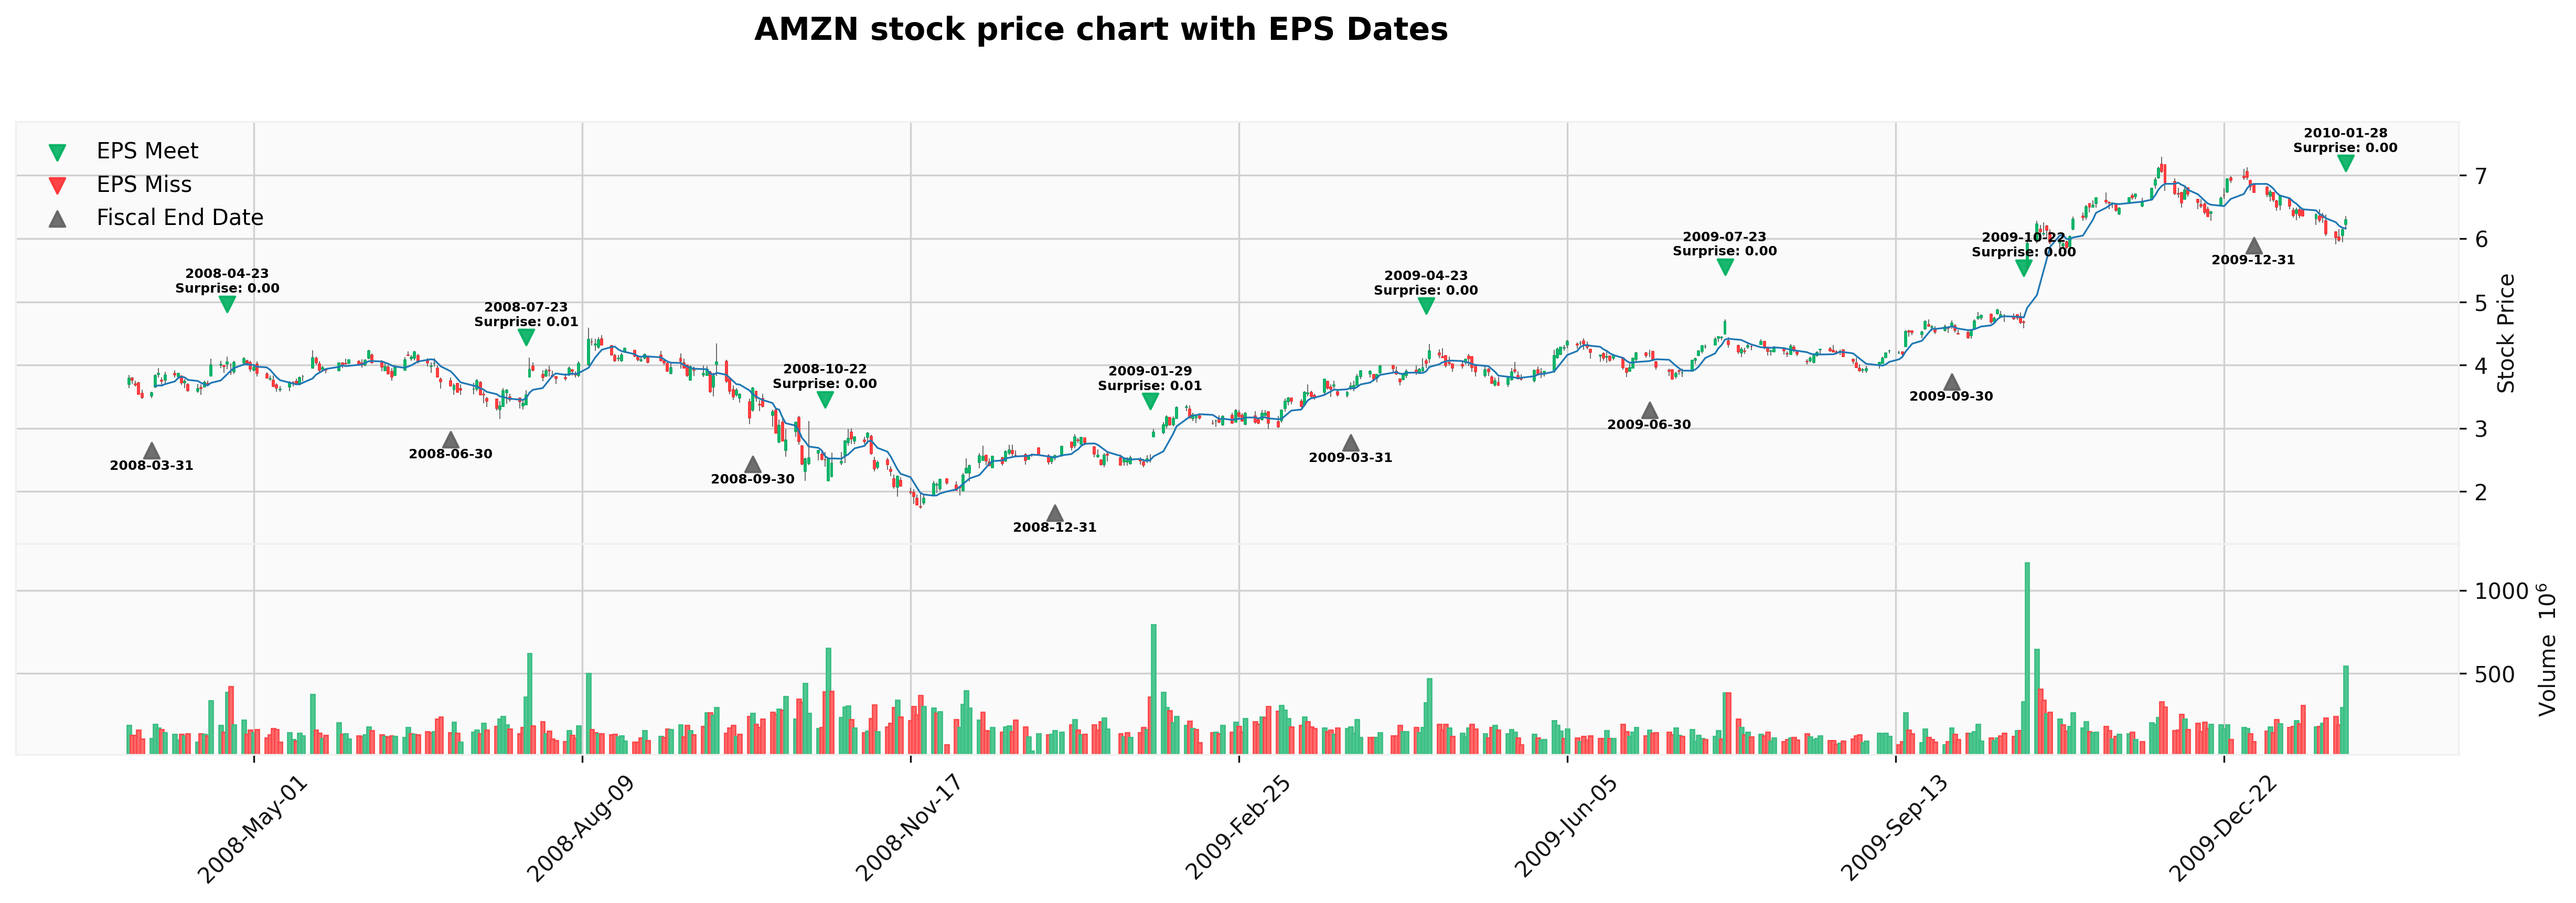 AMZN stock price chart with EPS Dates
EPS Meet
EPS Miss
Fiscal End Date
2008-04-23
Surprise: 0.00
2008-07-23
Surprise: 0.01
2008-10-22
Surprise: 0.00
2009-01-29
Surprise: 0.01
2009-04-23
Surprise: 0.00
2009-07-23
Surprise: 0.00
2009-10-22
Surprise: 0.00
2010-01-28
Surprise: 0.00
2008-03-31
2008-06-30
2008-09-30
2008-12-31
2009-03-31
2009-06-30
2009-09-30
2009-12-31
7
6
5
4
3
2
Stock Price
1000
500
Volume 10⁶
2008-May-01
2008-Aug-09
2008-Nov-17
2009-Feb-25
2009-Jun-05
2009-Sep-13
2009-Dec-22